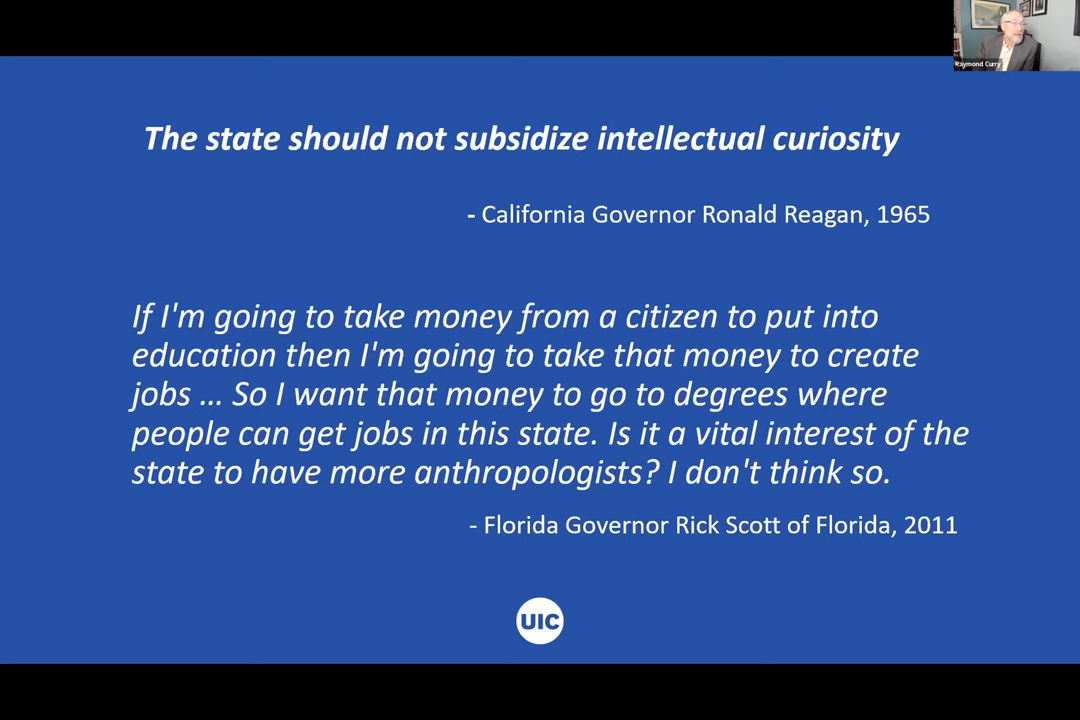 Raymond Curry
The state should not subsidize intellectual curiosity
- California Governor Ronald Reagan, 1965
If I'm going to take money from a citizen to put into
education then I'm going to take that money to create
jobs ... So I want that money to go to degrees where
people can get jobs in this state. Is it a vital interest of the
state to have more anthropologists? I don't think so.
- Florida Governor Rick Scott of Florida, 2011
UIC